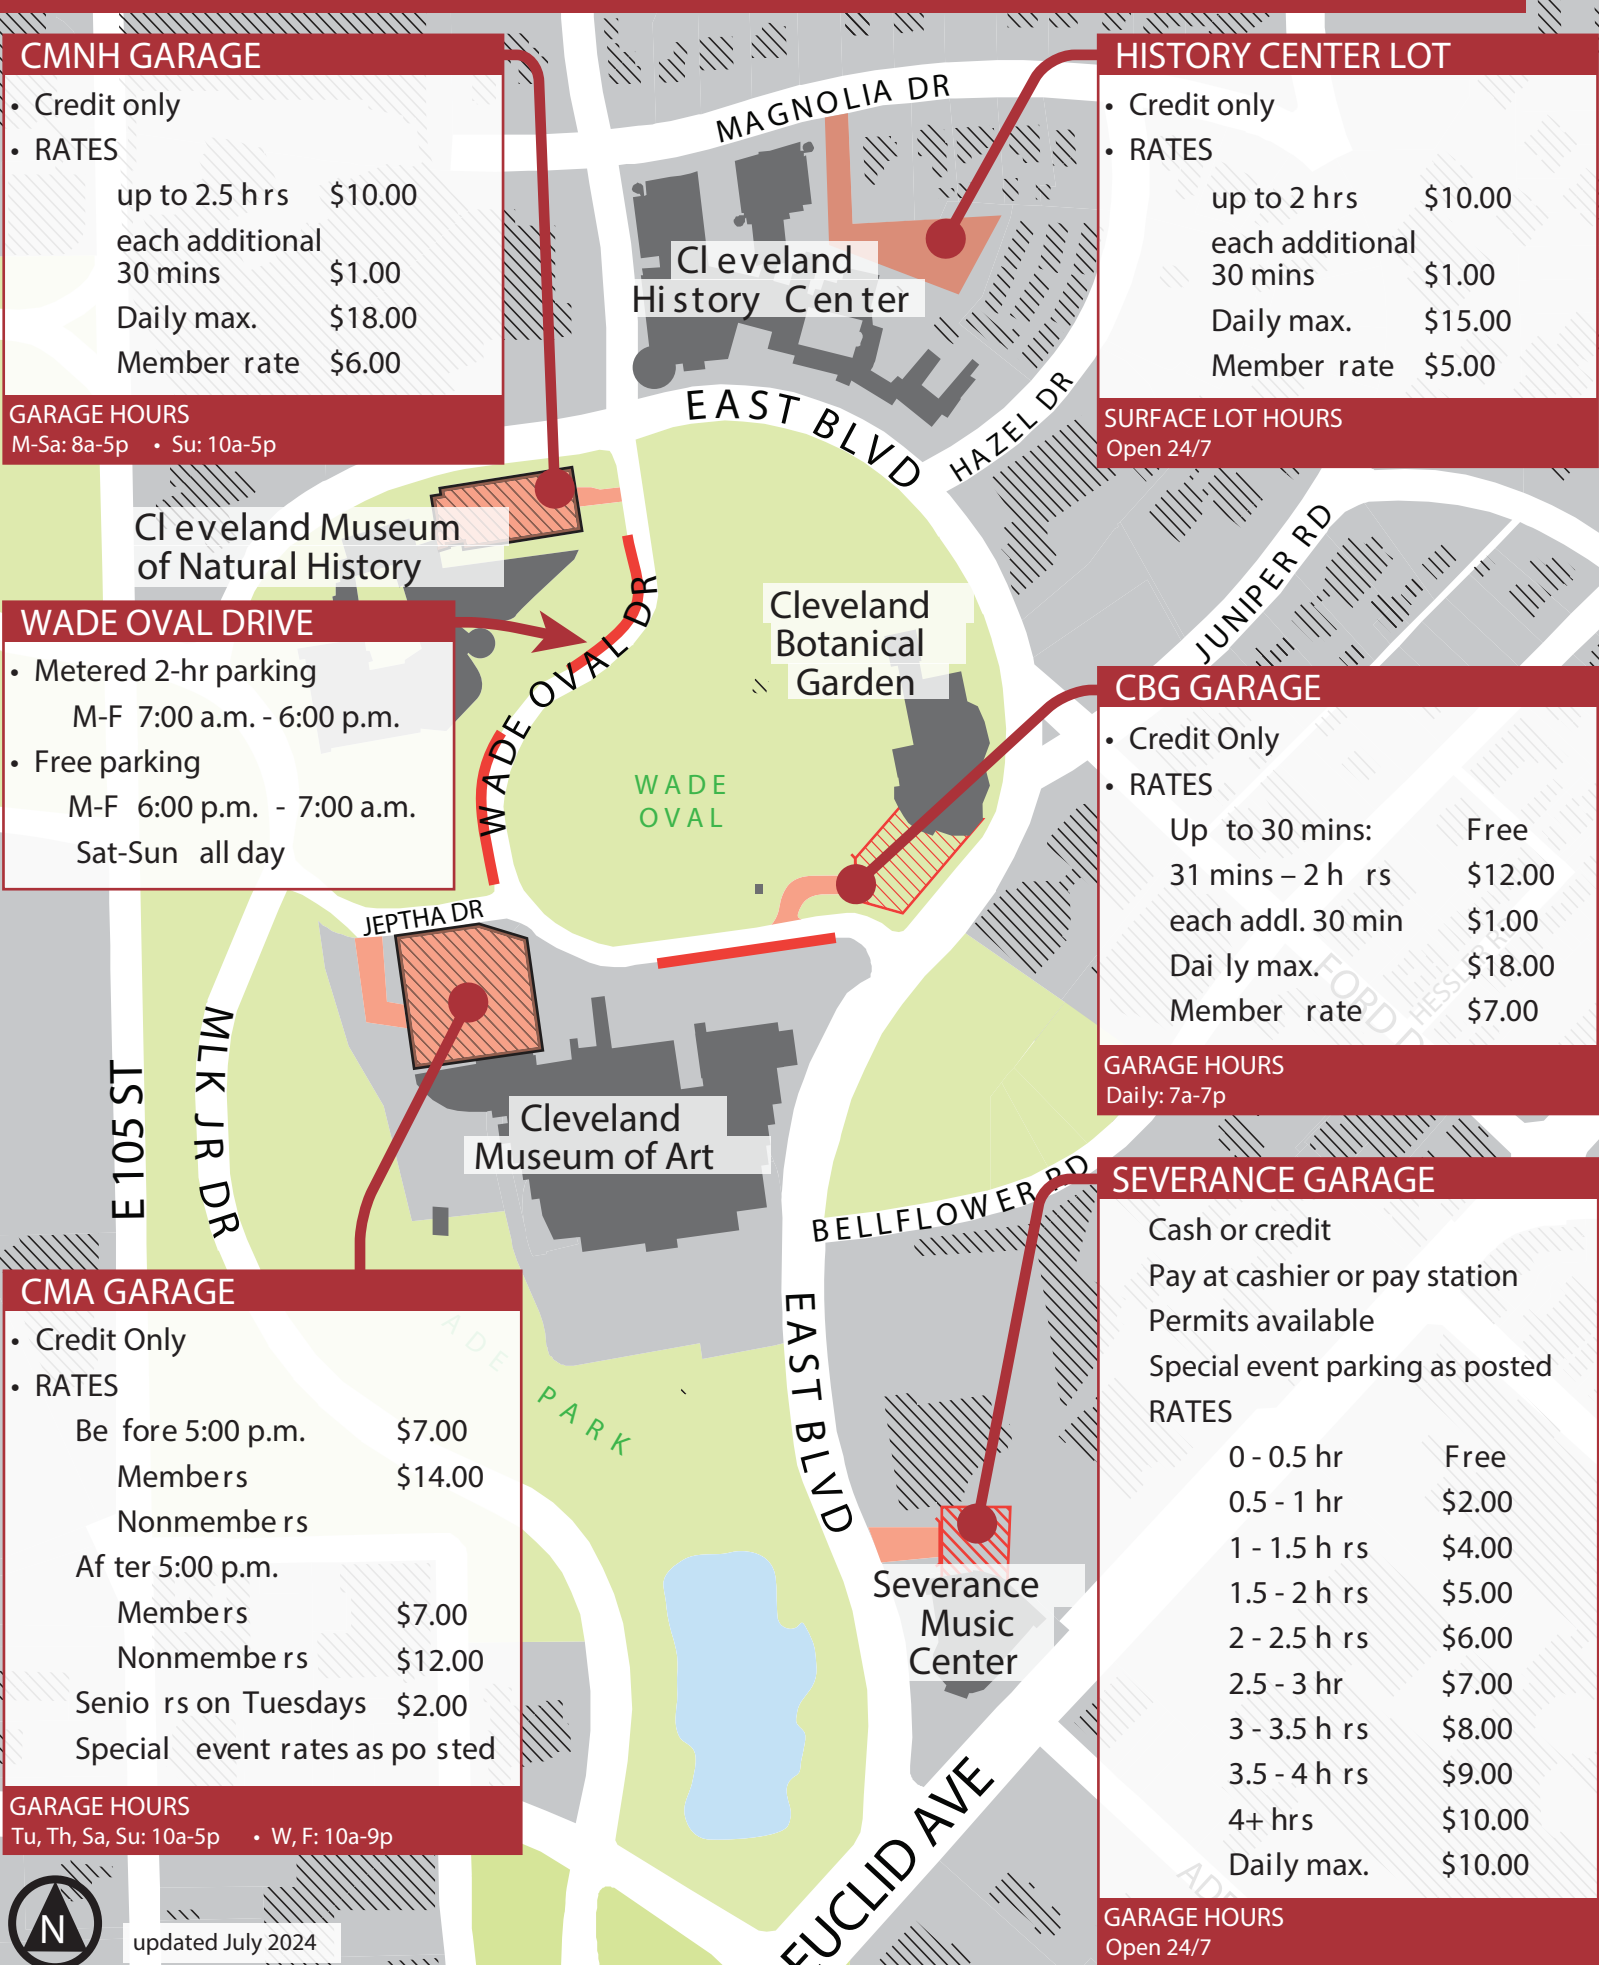 CMNH GARAGE
• Credit only
• RATES
up to 2.5 hrs $10.00
each additional
30 mins $1.00
Daily max. $18.00
Member rate $6.00
GARAGE HOURS
M-Sa: 8a-5p • Su: 10a-5p
HISTORY CENTER LOT
• Credit only
• RATES
up to 2 hrs $10.00
each additional
30 mins $1.00
Daily max. $15.00
Member rate $5.00
SURFACE LOT HOURS
Open 24/7
MAGNOLIA DR
Cleveland
History Center
EAST BLVD
HAZEL DR
JUNIPER RD
Cleveland Museum
of Natural History
WADE OVAL DRIVE
• Metered 2-hr parking
M-F 7:00 a.m. - 6:00 p.m.
• Free parking
M-F 6:00 p.m. - 7:00 a.m.
Sat-Sun all day
WADE OVAL DR
Cleveland
Botanical
Garden
WADE
OVAL
CBG GARAGE
• Credit Only
• RATES
Up to 30 mins: Free
31 mins – 2 hrs $12.00
each addl. 30 min $1.00
Daily max. $18.00
Member rate $7.00
GARAGE HOURS
Daily: 7a-7p
FORD D
HESSLER R
JEPTHA DR
MLK JR DR
E 105 ST
Cleveland
Museum of Art
BELLFLOWER RD
EAST BLVD
CMA GARAGE
• Credit Only
• RATES
Before 5:00 p.m. $7.00
Members $14.00
Nonmembers
After 5:00 p.m.
Members $7.00
Nonmembers $12.00
Seniors on Tuesdays $2.00
Special event rates as posted
GARAGE HOURS
Tu, Th, Sa, Su: 10a-5p • W, F: 10a-9p
ADE PARK
SEVERANCE GARAGE
Cash or credit
Pay at cashier or pay station
Permits available
Special event parking as posted
RATES
0 - 0.5 hr Free
0.5 - 1 hr $2.00
1 - 1.5 hrs $4.00
1.5 - 2 hrs $5.00
2 - 2.5 hrs $6.00
2.5 - 3 hr $7.00
3 - 3.5 hrs $8.00
3.5 - 4 hrs $9.00
4+ hrs $10.00
Daily max. $10.00
GARAGE HOURS
Open 24/7
Severance
Music
Center
EUCLID AVE
N
updated July 2024